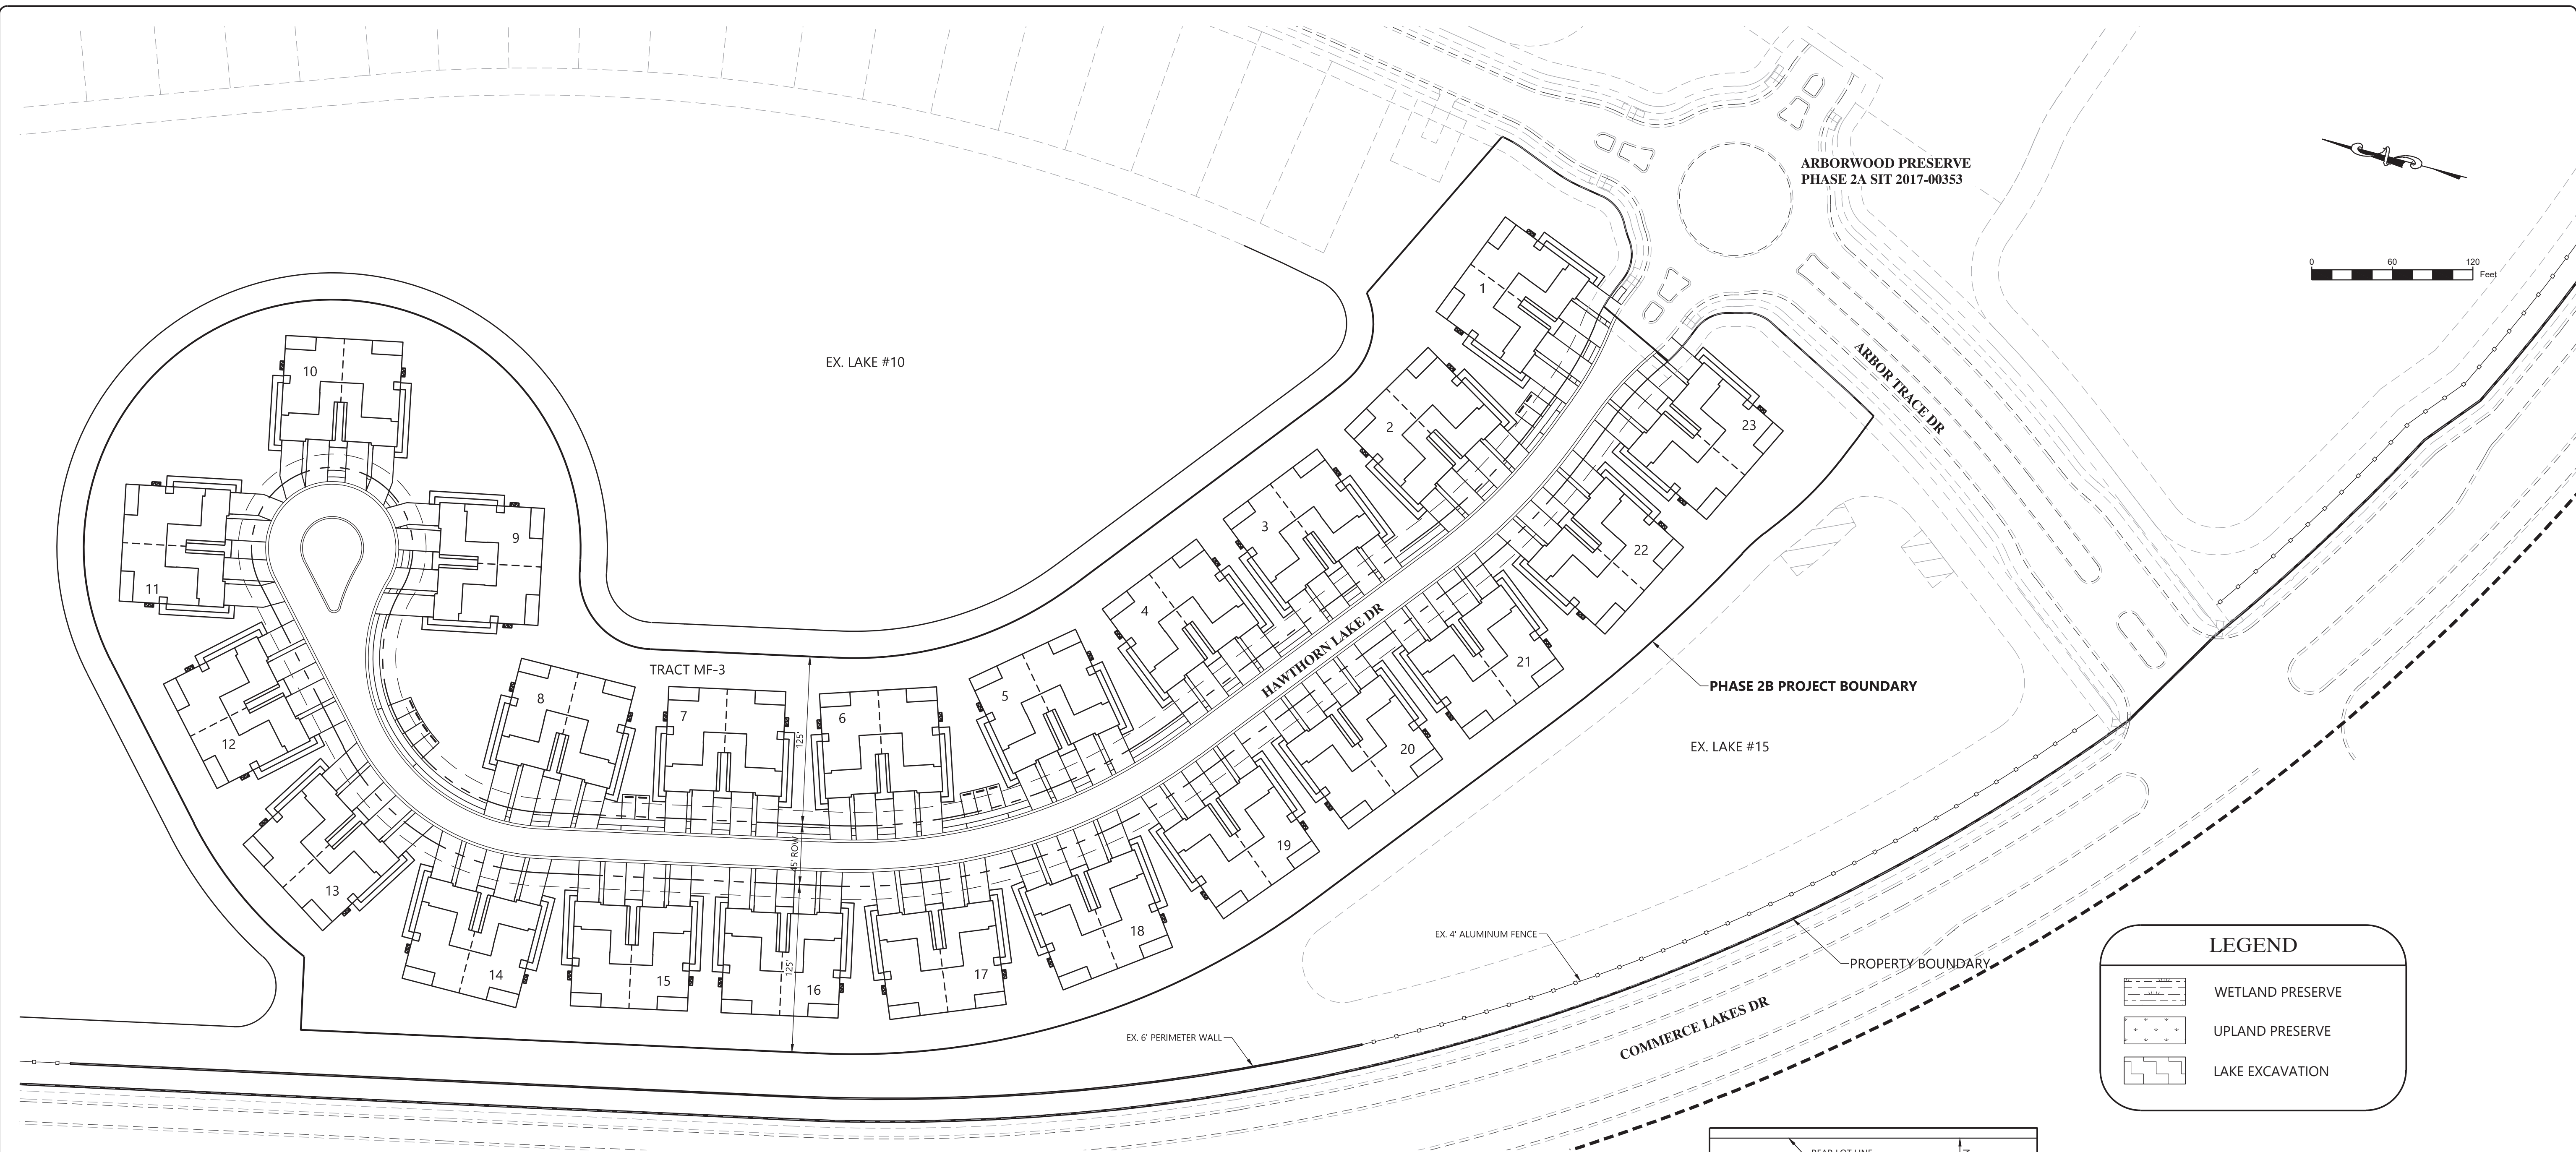 ARBORWOOD PRESERVE
PHASE 2A SIT 2017-00353
0 60 120
Feet
EX. LAKE #10
ARBOR TRACE DR
1
2
3
4
5
6
7
8
9
10
11
12
13
14
15
16
17
18
19
20
21
22
23
TRACT MF-3
HAWTHORN LAKE DR
125'
45' ROW
125'
PHASE 2B PROJECT BOUNDARY
EX. LAKE #15
EX. 4' ALUMINUM FENCE
PROPERTY BOUNDARY
EX. 6' PERIMETER WALL
COMMERCE LAKES DR
LEGEND
WETLAND PRESERVE
UPLAND PRESERVE
LAKE EXCAVATION
REAR LOT LINE